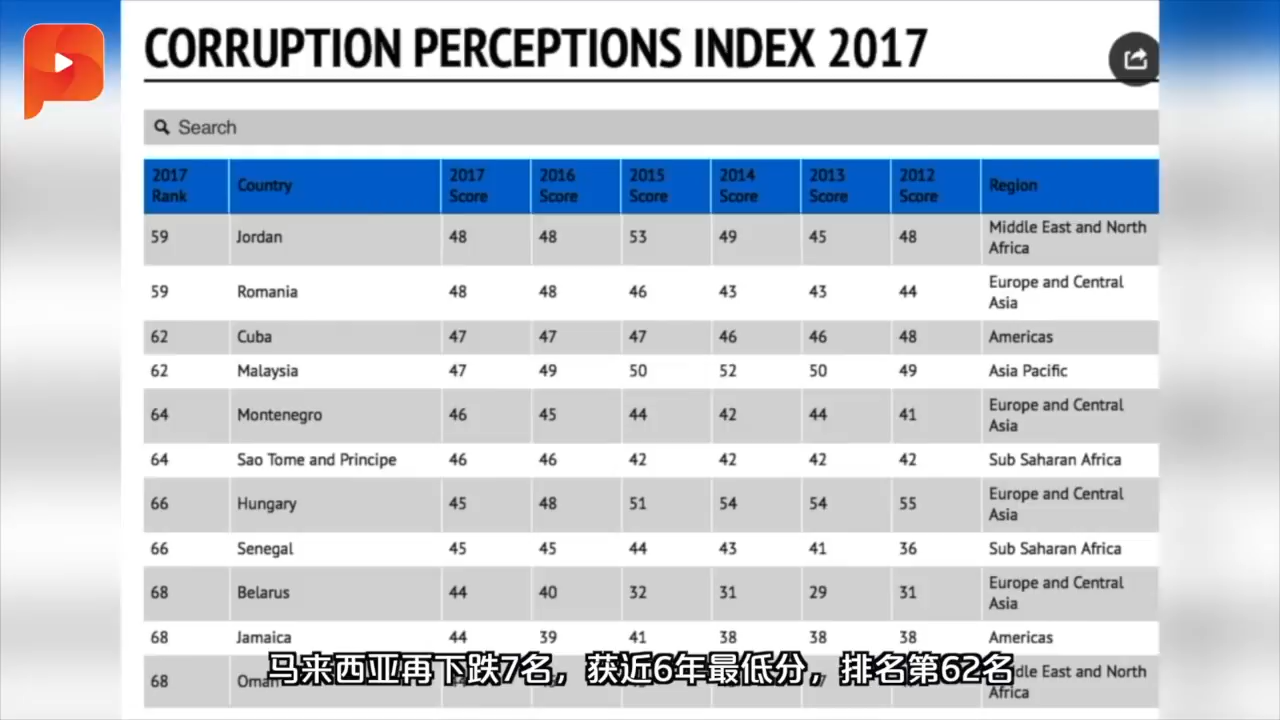 CORRUPTION PERCEPTIONS INDEX 2017
Search
2017 Rank Country 2017 Score 2016 Score 2015 Score 2014 Score 2013 Score 2012 Score Region
59 Jordan 48 48 53 49 45 48 Middle East and North Africa
59 Romania 48 48 46 43 43 44 Europe and Central Asia
62 Cuba 47 47 47 46 46 48 Americas
62 Malaysia 47 49 50 52 50 49 Asia Pacific
64 Montenegro 46 45 44 42 44 41 Europe and Central Asia
64 Sao Tome and Principe 46 46 42 42 42 42 Sub Saharan Africa
66 Hungary 45 48 51 54 54 55 Europe and Central Asia
66 Senegal 45 45 44 43 41 36 Sub Saharan Africa
68 Belarus 44 40 32 31 29 31 Europe and Central Asia
68 Jamaica 44 39 41 38 38 38 Americas
68 Oman East and North Africa
马来西亚再下跌7名，获近6年最低分，排名第62名